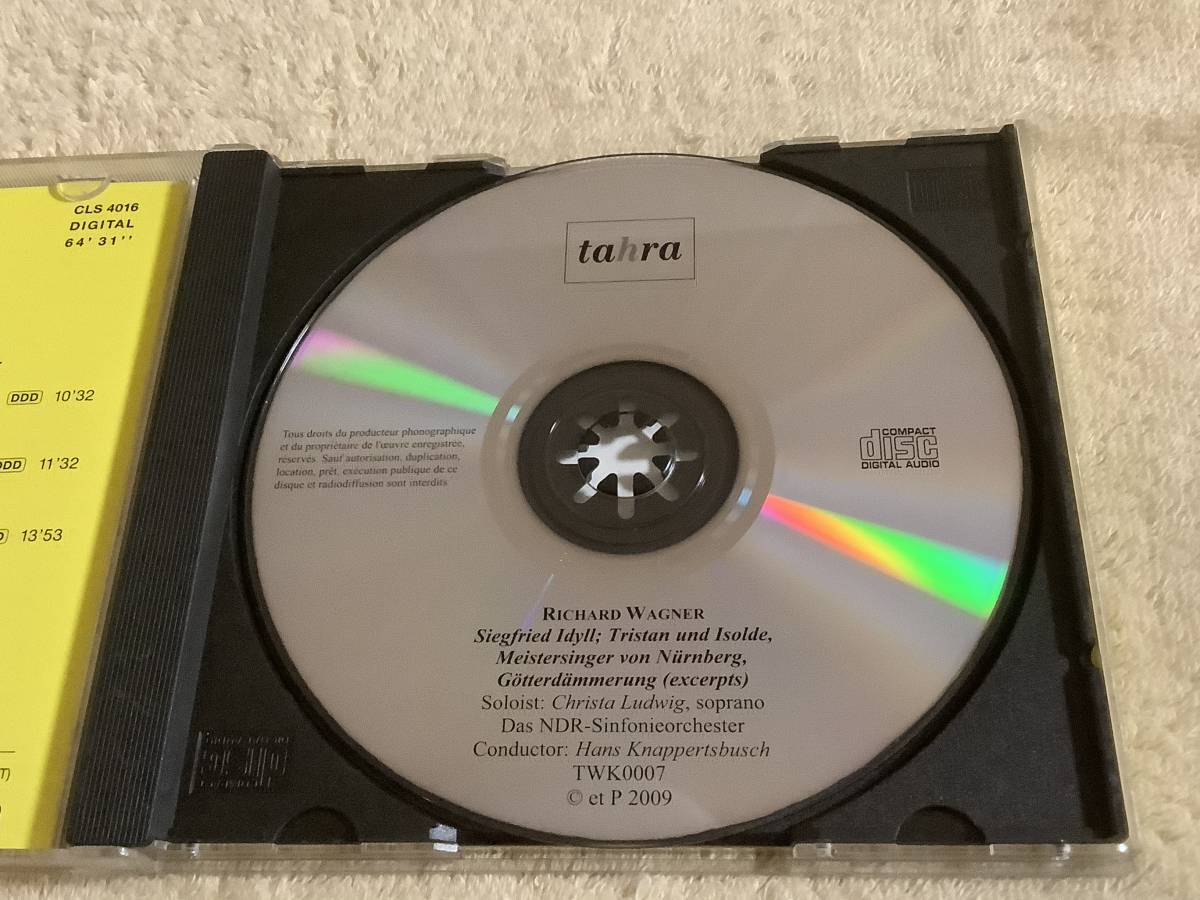 CLS 4016
DIGITAL
64' 31''
DDD 10'32
DDD 11'32
13'53
tahra
Tous droits du producteur phonographique
et du propriétaire de l'œuvre enregistrée,
réservés. Sauf autorisation, duplication,
location, prêt, exécution publique de ce
disque et radiodiffusion sont interdits
COMPACT
disc
DIGITAL AUDIO
RICHARD WAGNER
Siegfried Idyll; Tristan und Isolde,
Meistersinger von Nürnberg,
Götterdämmerung (excerpts)
Soloist: Christa Ludwig, soprano
Das NDR-Sinfonieorchester
Conductor: Hans Knappertsbusch
TWK0007
© et P 2009